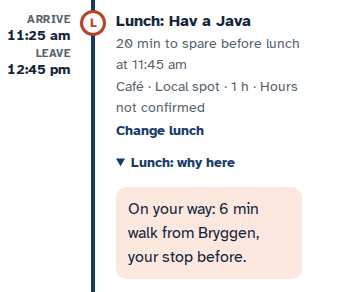 ARRIVE
11:25 am
LEAVE
12:45 pm
L
Lunch: Hav a Java
20 min to spare before lunch
at 11:45 am
Café · Local spot · 1 h · Hours
not confirmed
Change lunch
▼ Lunch: why here
On your way: 6 min
walk from Bryggen,
your stop before.